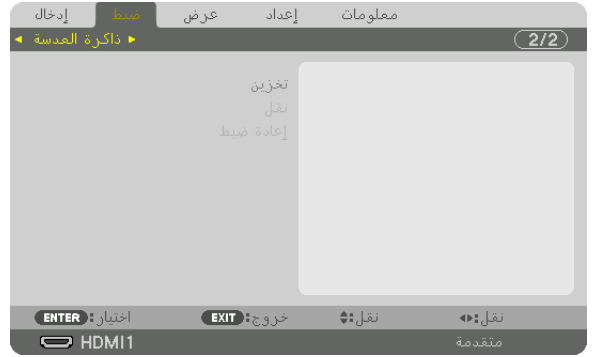 إدخال ضبط عرض إعداد معلومات
◄ ذاكرة العدسة ► 2/2
تخزين
نقل
إعادة ضبط
ENTER :اختيار EXIT :خروج نقل: نقل:
HDMI1 متقدمة